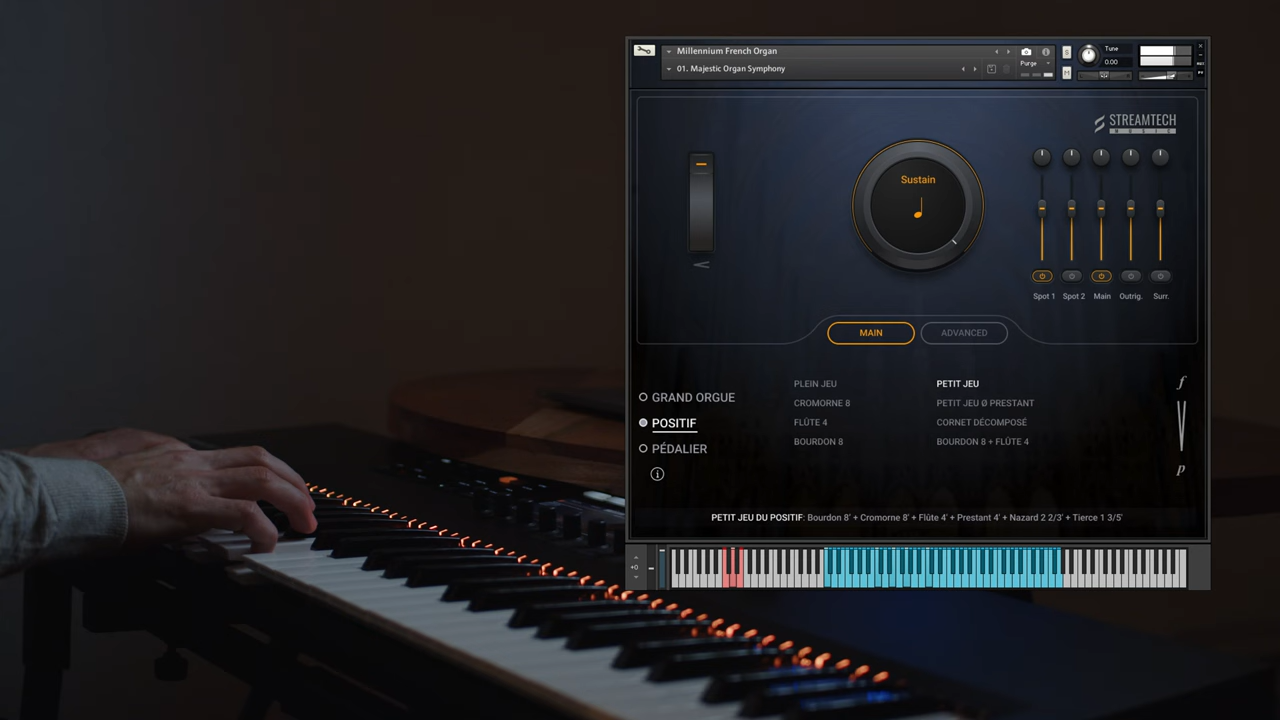 Millennium French Organ
01. Majestic Organ Symphony
Purge
S
M
Tune
0.00
STREAMTECH
MUSIC
Sustain
Spot 1
Spot 2
Main
Outrig.
Surr.
MAIN
ADVANCED
GRAND ORGUE
POSITIF
PÉDALIER
PLEIN JEU
CROMORNE 8
FLÛTE 4
BOURDON 8
PETIT JEU
PETIT JEU Ø PRESTANT
CORNET DÉCOMPOSÉ
BOURDON 8 + FLÛTE 4
f
p
PETIT JEU DU POSITIF: Bourdon 8' + Cromorne 8' + Flûte 4' + Prestant 4' + Nazard 2 2/3' + Tierce 1 3/5'
+0